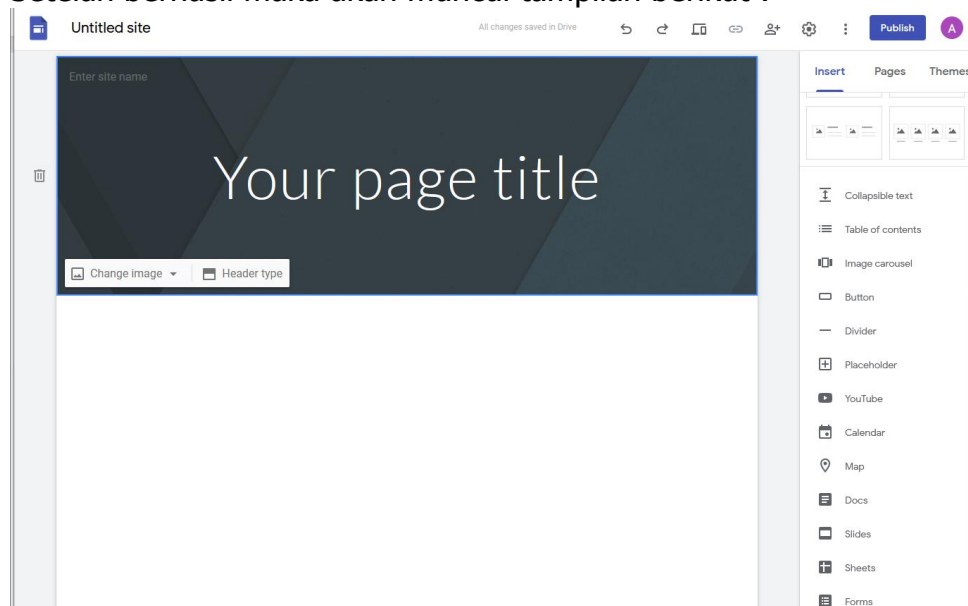 Setelah berhasil maka akan muncul tampilan berikut :
Untitled site
All changes saved in Drive
Publish
A
Enter site name
Your page title
Change image
Header type
Insert Pages Themes
Collapsible text
Table of contents
Image carousel
Button
Divider
Placeholder
YouTube
Calendar
Map
Docs
Slides
Sheets
Forms